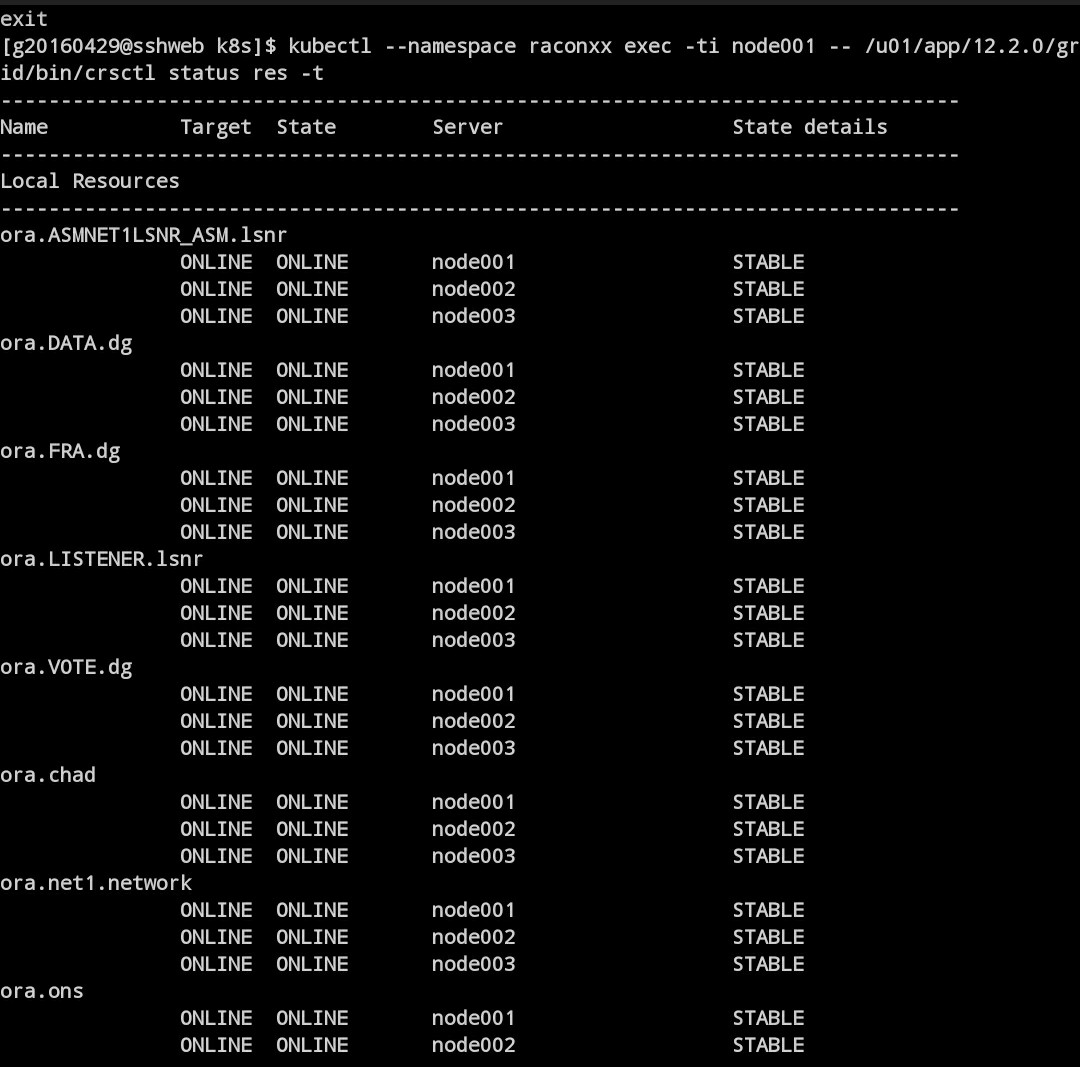 exit
[g20160429@sshweb k8s]$ kubectl --namespace raconxx exec -ti node001 -- /u01/app/12.2.0/gr
id/bin/crsctl status res -t
--------------------------------------------------------------------------------
Name           Target  State        Server                   State details
--------------------------------------------------------------------------------
Local Resources
--------------------------------------------------------------------------------
ora.ASMNET1LSNR_ASM.lsnr
               ONLINE  ONLINE       node001                  STABLE
               ONLINE  ONLINE       node002                  STABLE
               ONLINE  ONLINE       node003                  STABLE
ora.DATA.dg
               ONLINE  ONLINE       node001                  STABLE
               ONLINE  ONLINE       node002                  STABLE
               ONLINE  ONLINE       node003                  STABLE
ora.FRA.dg
               ONLINE  ONLINE       node001                  STABLE
               ONLINE  ONLINE       node002                  STABLE
               ONLINE  ONLINE       node003                  STABLE
ora.LISTENER.lsnr
               ONLINE  ONLINE       node001                  STABLE
               ONLINE  ONLINE       node002                  STABLE
               ONLINE  ONLINE       node003                  STABLE
ora.VOTE.dg
               ONLINE  ONLINE       node001                  STABLE
               ONLINE  ONLINE       node002                  STABLE
               ONLINE  ONLINE       node003                  STABLE
ora.chad
               ONLINE  ONLINE       node001                  STABLE
               ONLINE  ONLINE       node002                  STABLE
               ONLINE  ONLINE       node003                  STABLE
ora.net1.network
               ONLINE  ONLINE       node001                  STABLE
               ONLINE  ONLINE       node002                  STABLE
               ONLINE  ONLINE       node003                  STABLE
ora.ons
               ONLINE  ONLINE       node001                  STABLE
               ONLINE  ONLINE       node002                  STABLE